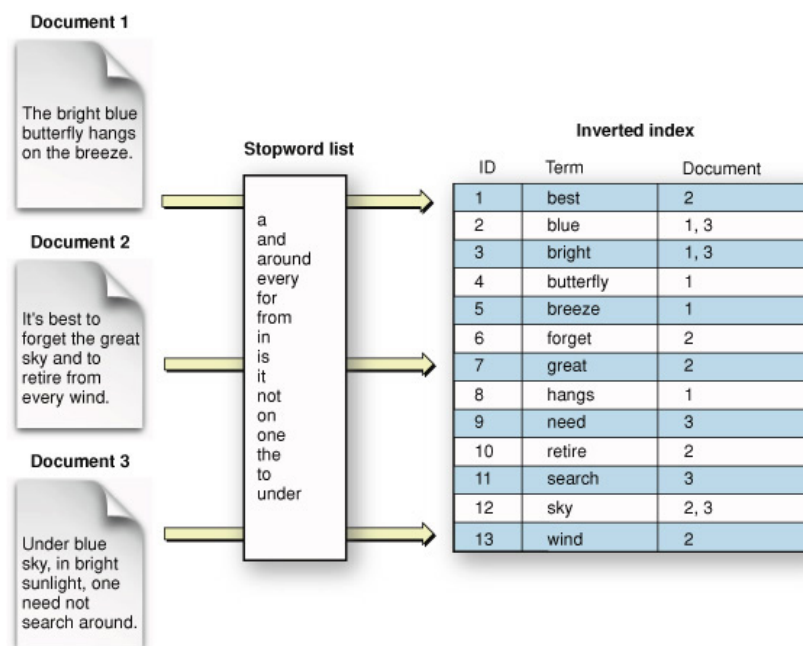 Document 1
The bright blue
butterfly hangs
on the breeze.
Document 2
It's best to
forget the great
sky and to
retire from
every wind.
Document 3
Under blue
sky, in bright
sunlight, one
need not
search around.
Stopword list
a
and
around
every
for
from
in
is
it
not
on
one
the
to
under
Inverted index
ID Term Document
1 best 2
2 blue 1, 3
3 bright 1, 3
4 butterfly 1
5 breeze 1
6 forget 2
7 great 2
8 hangs 1
9 need 3
10 retire 2
11 search 3
12 sky 2, 3
13 wind 2